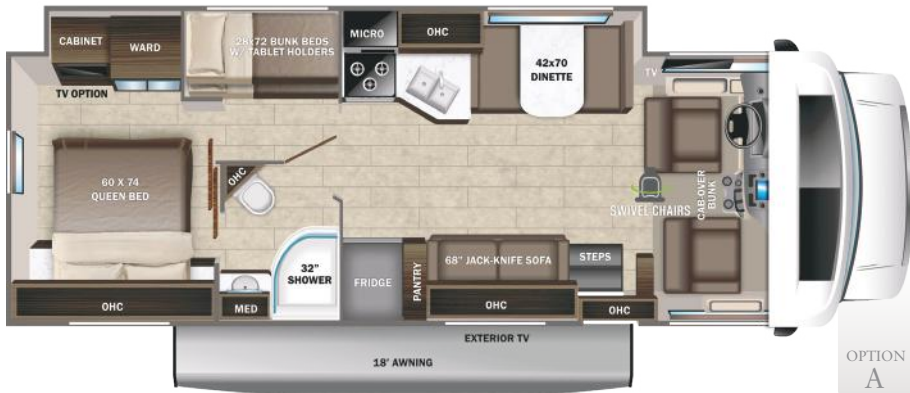 CABINET
WARD
28x72 BUNK BEDS
W/ TABLET HOLDERS
MICRO
OHC
42x70
DINETTE
TV
TV OPTION
OHC
60 X 74
QUEEN BED
SWIVEL CHAIRS
CAB-OVER
BUNK
32"
SHOWER
FRIDGE
PANTRY
68" JACK-KNIFE SOFA
STEPS
OHC
MED
OHC
OHC
EXTERIOR TV
18' AWNING
OPTION
A